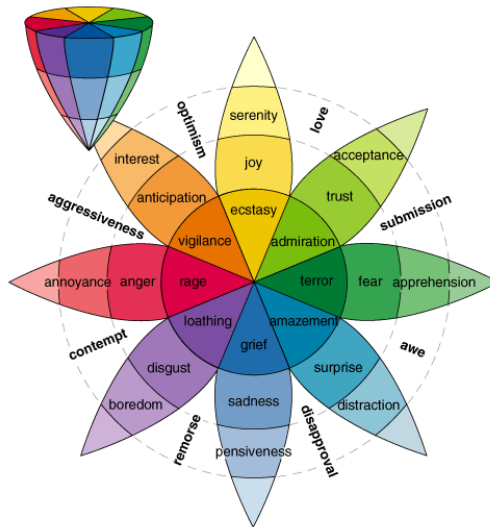 serenity
love
optimism
interest
joy
acceptance
anticipation
trust
ecstasy
aggressiveness
submission
vigilance
admiration
annoyance
anger
rage
terror
fear
apprehension
loathing
amazement
contempt
grief
awe
disgust
surprise
boredom
sadness
distraction
remorse
disapproval
pensiveness